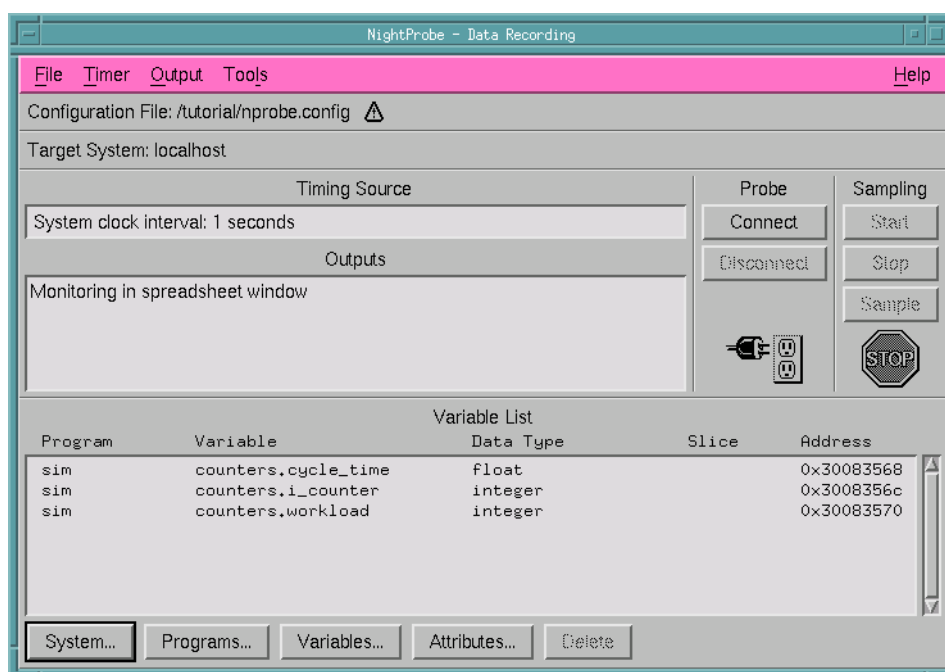 NightProbe - Data Recording
File Timer Output Tools Help
Configuration File: /tutorial/nprobe.config
Target System: localhost
Timing Source
System clock interval: 1 seconds
Outputs
Monitoring in spreadsheet window
Probe
Connect
Disconnect
Sampling
Start
Stop
Sample
STOP
Variable List
Program Variable Data Type Slice Address
sim counters.cycle_time float 0x30083568
sim counters.i_counter integer 0x3008356c
sim counters.workload integer 0x30083570
System... Programs... Variables... Attributes... Delete